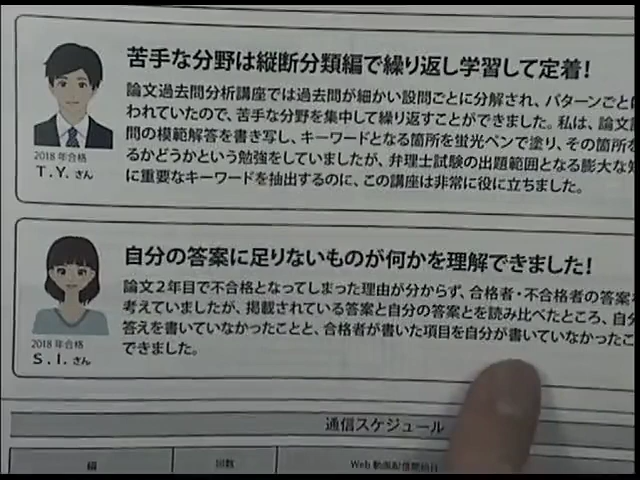 苦手な分野は縦断分類編で繰り返し学習して定着!
論文過去問分析講座では過去問が細かい設問ごとに分解され、パターンごと
われていたので、苦手な分野を集中して繰り返すことができました。私は、論文
問の模範解答を書き写し、キーワードとなる箇所を蛍光ペンで塗り、その箇所を
るかどうかという勉強をしていましたが、弁理士試験の出題範囲となる膨大な
に重要なキーワードを抽出するのに、この講座は非常に役に立ちました。
2018年合格
T.Y.さん
自分の答案に足りないものが何かを理解できました!
論文2年目で不合格となってしまった理由が分からず、合格者・不合格者の答案
考えていましたが、掲載されている答案と自分の答案とを読み比べたところ、自
答えを書いていなかったことと、合格者が書いた項目を自分が書いていなかったこ
できました。
2018年合格
S.I.さん
通信スケジュール
編 回数 Web動画配信開始日